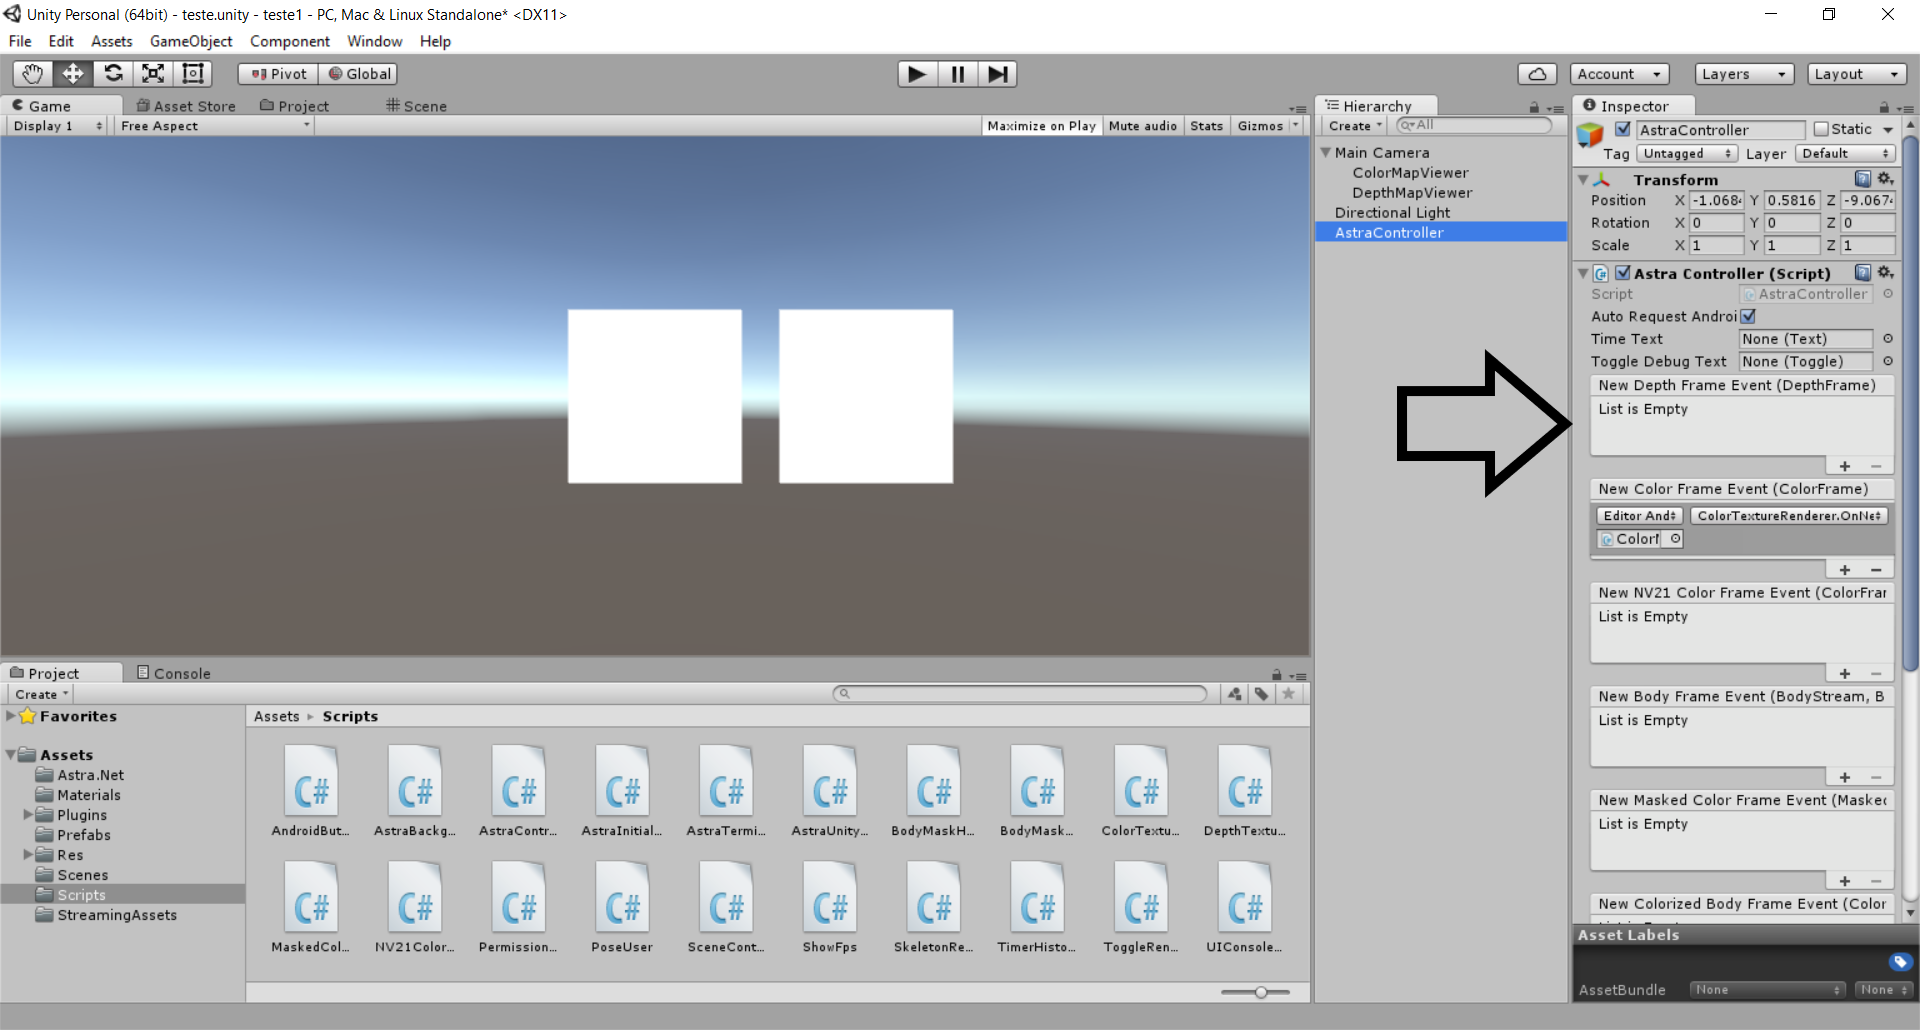 Unity Personal (64bit) - teste.unity - teste1 - PC, Mac & Linux Standalone* <DX11>
File Edit Assets GameObject Component Window Help
Pivot Global Account Layers Layout
Game Asset Store Project Scene
Display 1 Free Aspect Maximize on Play Mute audio Stats Gizmos
Hierarchy
Create All
Main Camera
ColorMapViewer
DepthMapViewer
Directional Light
AstraController
Inspector
AstraController Static
Tag Untagged Layer Default
Transform
Position X -1.068 Y 0.5816 Z -9.067
Rotation X 0 Y 0 Z 0
Scale X 1 Y 1 Z 1
C# Astra Controller (Script)
Script AstraController
Auto Request Androi
Time Text None (Text)
Toggle Debug Text None (Toggle)
New Depth Frame Event (DepthFrame)
List is Empty
+ −
New Color Frame Event (ColorFrame)
Editor And ColorTextureRenderer.OnNe
Color
+ −
New NV21 Color Frame Event (ColorFrar
List is Empty
+ −
New Body Frame Event (BodyStream, B
List is Empty
+ −
New Masked Color Frame Event (Maskec
List is Empty
+ −
New Colorized Body Frame Event (Color
Asset Labels
AssetBundle None None
Project Console
Create
Favorites
Assets
Astra.Net
Materials
Plugins
Prefabs
Res
Scenes
Scripts
StreamingAssets
Assets ▸ Scripts
C# C# C# C# C# C# C# C# C# C#
AndroidBut... AstraBackg... AstraContr... AstraInitial... AstraTermi... AstraUnity... BodyMaskH... BodyMask... ColorTextu... DepthTextu...
C# C# C# C# C# C# C# C# C# C#
MaskedCol... NV21Color... Permission... PoseUser SceneCont... ShowFps SkeletonRe... TimerHisto... ToggleRen... UIConsole...